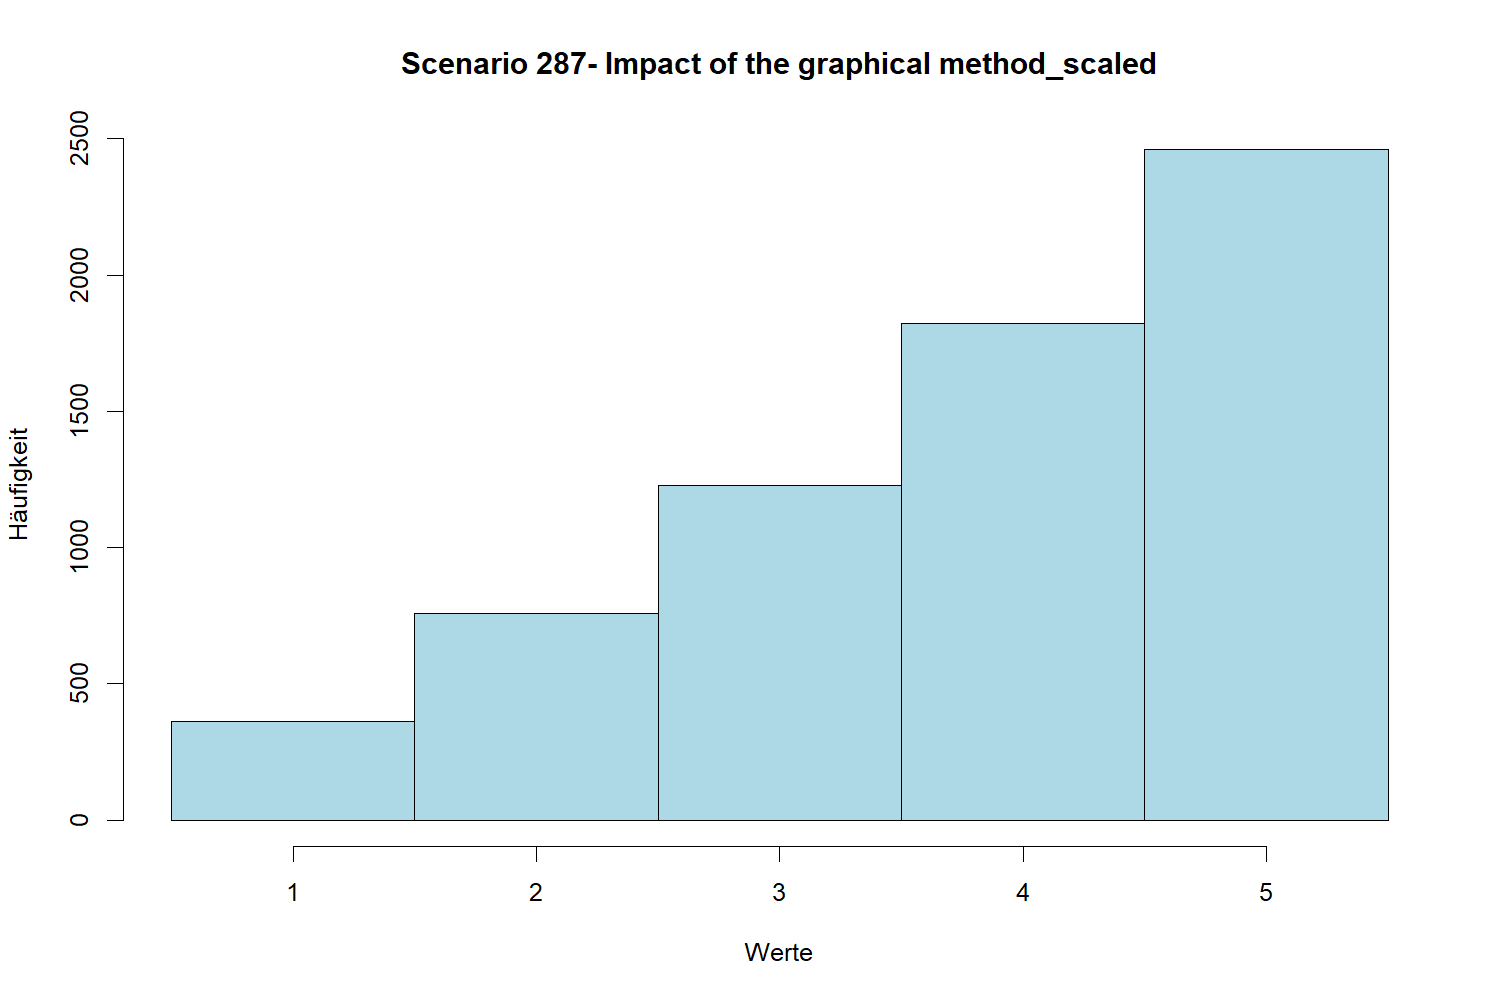 Scenario 287- Impact of the graphical method_scaled
Häufigkeit
2500
2000
1500
1000
500
0
1 2 3 4 5
Werte